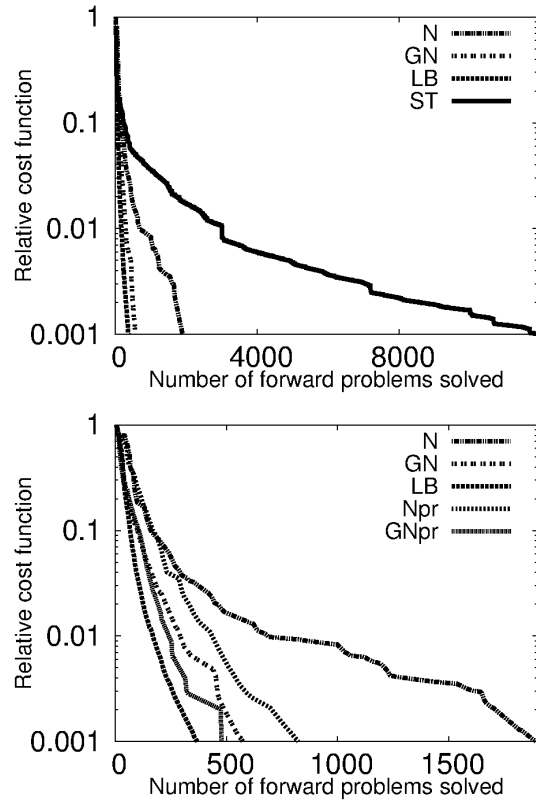 1
0.1
0.01
0.001
Relative cost function
N
GN
LB
ST
0 4000 8000
Number of forward problems solved
1
0.1
0.01
0.001
Relative cost function
N
GN
LB
Npr
GNpr
0 500 1000 1500
Number of forward problems solved